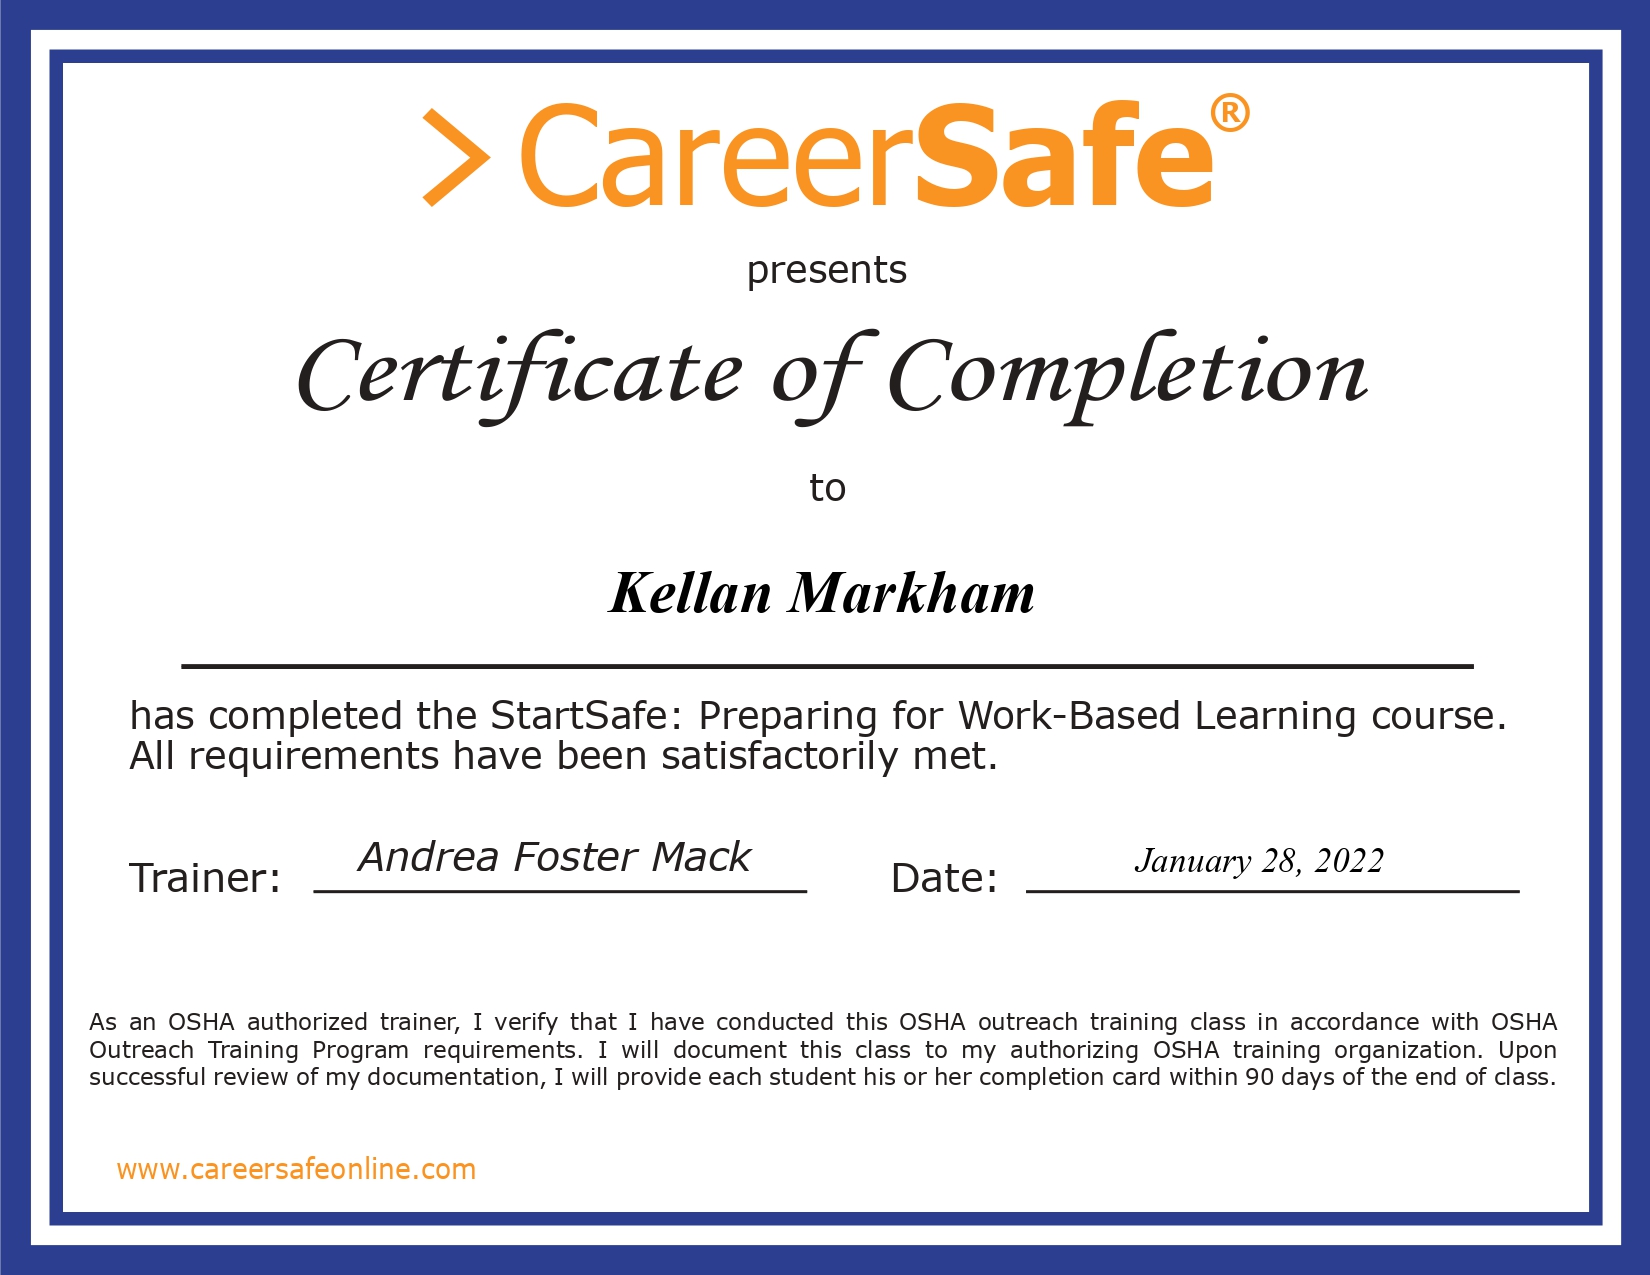 > CareerSafe®
presents
Certificate of Completion
to
Kellan Markham
has completed the StartSafe: Preparing for Work-Based Learning course.
All requirements have been satisfactorily met.
Trainer: Andrea Foster Mack Date: January 28, 2022
As an OSHA authorized trainer, I verify that I have conducted this OSHA outreach training class in accordance with OSHA
Outreach Training Program requirements. I will document this class to my authorizing OSHA training organization. Upon
successful review of my documentation, I will provide each student his or her completion card within 90 days of the end of class.
www.careersafeonline.com